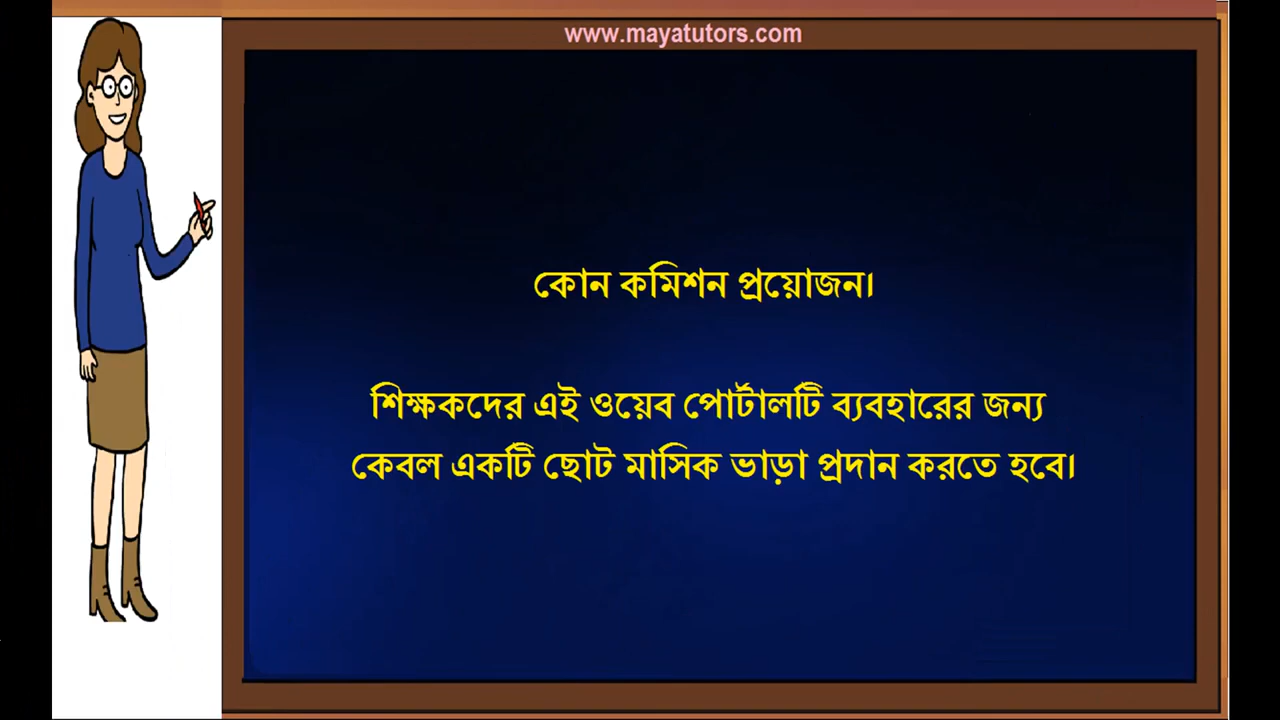 www.mayatutors.com
কোন কমিশন প্রয়োজন।
শিক্ষকদের এই ওয়েব পোর্টালটি ব্যবহারের জন্য
কেবল একটি ছোট মাসিক ভাড়া প্রদান করতে হবে।